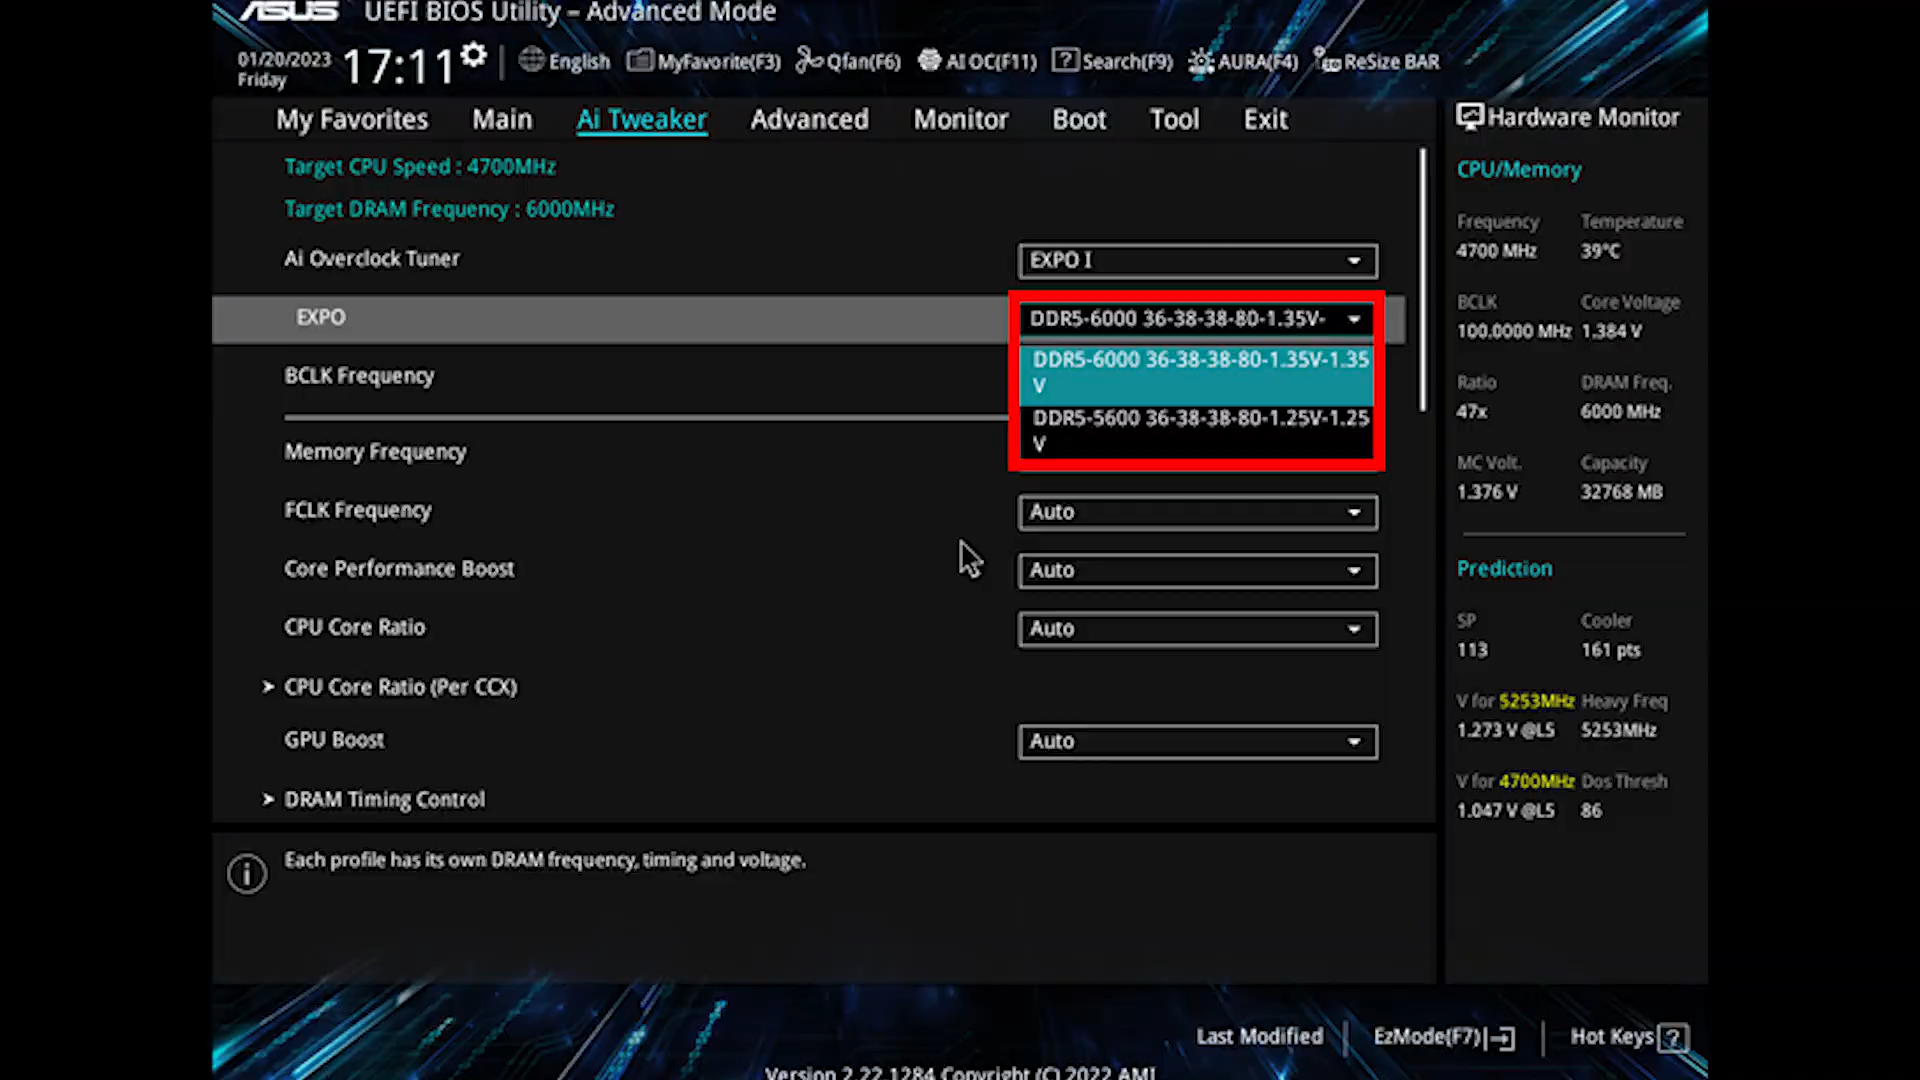 ASUS UEFI BIOS Utility – Advanced Mode
01/20/2023
Friday
17:11
English MyFavorite(F3) Qfan(F6) AI OC(F11) Search(F9) AURA(F4) ReSize BAR
My Favorites Main Ai Tweaker Advanced Monitor Boot Tool Exit
Target CPU Speed : 4700MHz
Target DRAM Frequency : 6000MHz
Ai Overclock Tuner EXPO I
EXPO DDR5-6000 36-38-38-80-1.35V-
DDR5-6000 36-38-38-80-1.35V-1.35
V
DDR5-5600 36-38-38-80-1.25V-1.25
V
BCLK Frequency
Memory Frequency
FCLK Frequency Auto
Core Performance Boost Auto
CPU Core Ratio Auto
> CPU Core Ratio (Per CCX)
GPU Boost Auto
> DRAM Timing Control
Each profile has its own DRAM frequency, timing and voltage.
Hardware Monitor
CPU/Memory
Frequency Temperature
4700 MHz 39°C
BCLK Core Voltage
100.0000 MHz 1.384 V
Ratio DRAM Freq.
47x 6000 MHz
MC Volt. Capacity
1.376 V 32768 MB
Prediction
SP Cooler
113 161 pts
V for 5253MHz Heavy Freq
1.273 V @L5 5253MHz
V for 4700MHz Dos Thresh
1.047 V @L5 86
Last Modified EzMode(F7) Hot Keys ?
Version 2.22.1284 Copyright (C) 2022 AMI